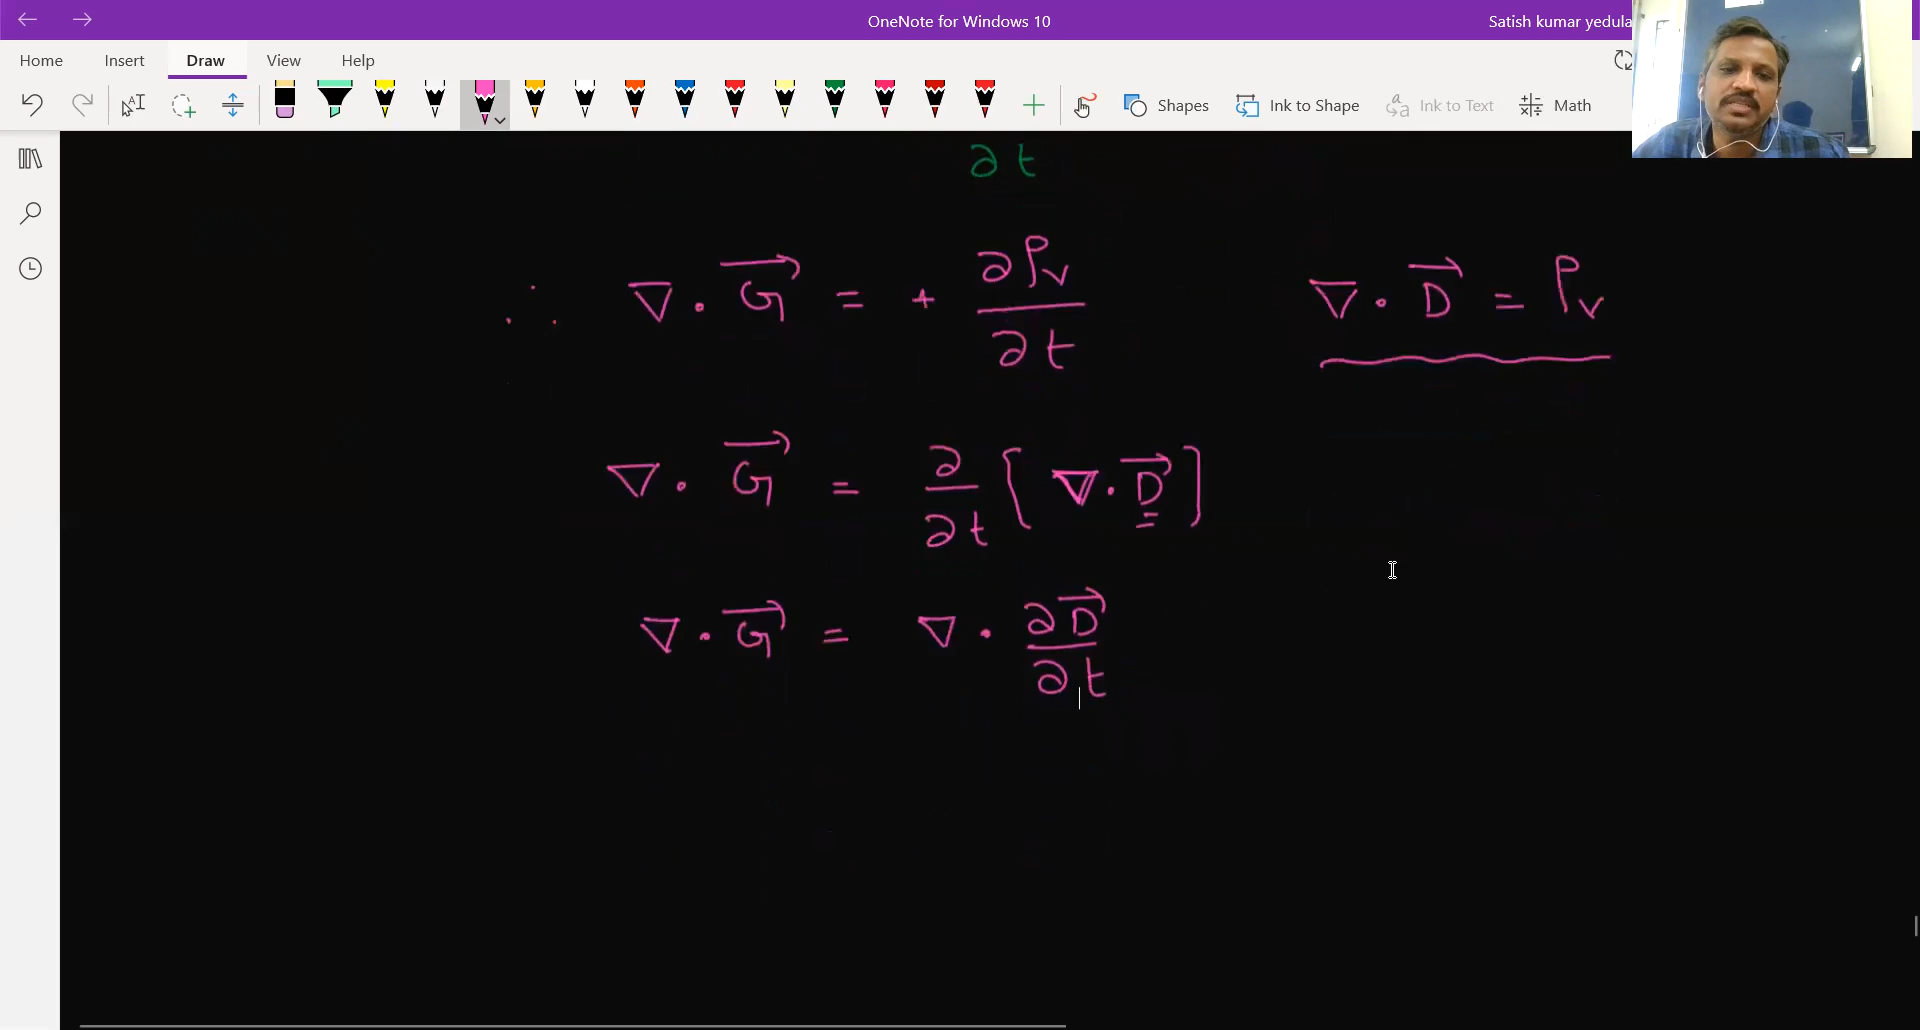 OneNote for Windows 10
Satish kumar yedula
Home Insert Draw View Help
Shapes Ink to Shape Ink to Text Math
∂ t
∴ ∇ · G⃗ = + ∂ρv / ∂t
∇ · D⃗ = ρv
∇ · G⃗ = ∂/∂t [ ∇ · D⃗ ]
∇ · G⃗ = ∇ · ∂D⃗ / ∂t